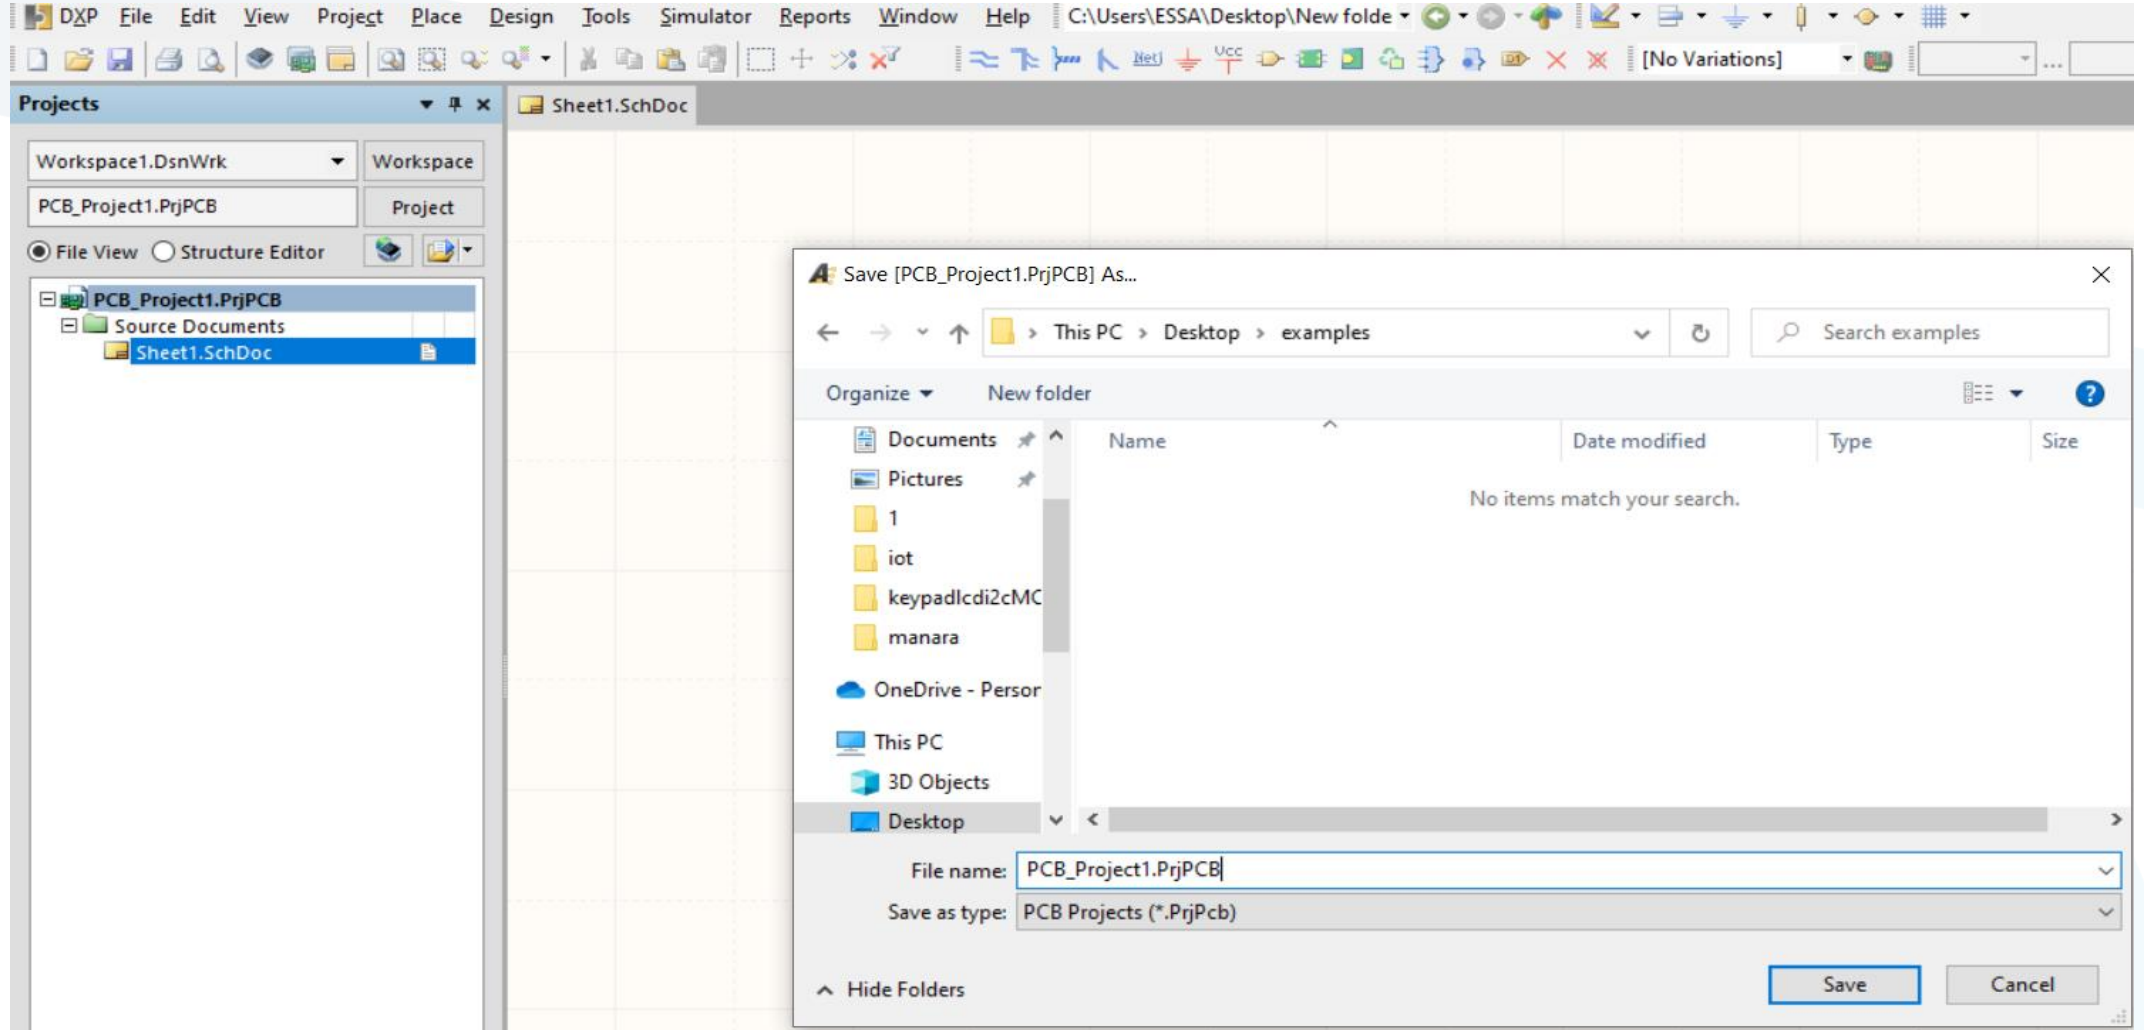 DXP File Edit View Project Place Design Tools Simulator Reports Window Help C:\Users\ESSA\Desktop\New folde
Net1 Vcc [No Variations] ...
Projects
Sheet1.SchDoc
Workspace1.DsnWrk Workspace
PCB_Project1.PrjPCB Project
File View Structure Editor
PCB_Project1.PrjPCB
Source Documents
Sheet1.SchDoc
Save [PCB_Project1.PrjPCB] As...
This PC > Desktop > examples
Search examples
Organize New folder
Name Date modified Type Size
No items match your search.
Documents
Pictures
1
iot
keypadlcdi2cMC
manara
OneDrive - Person
This PC
3D Objects
Desktop
File name: PCB_Project1.PrjPCB
Save as type: PCB Projects (*.PrjPcb)
Hide Folders
Save Cancel